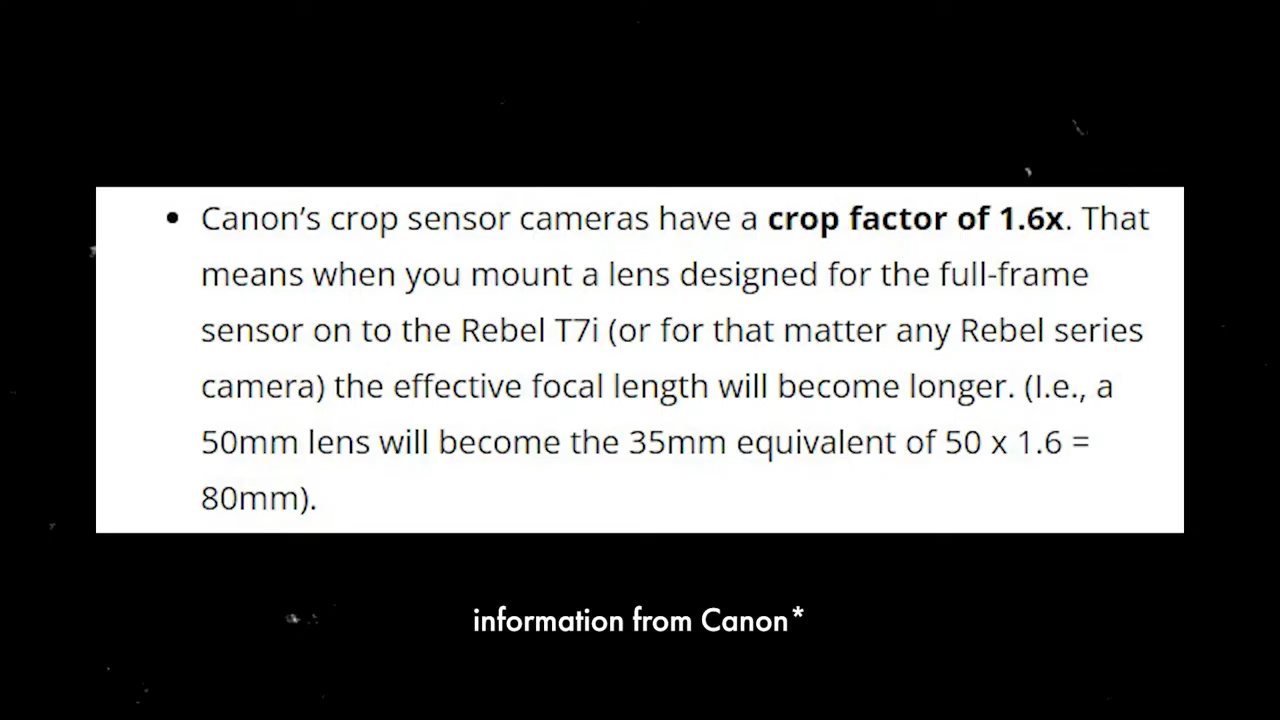 • Canon’s crop sensor cameras have a crop factor of 1.6x. That
means when you mount a lens designed for the full-frame
sensor on to the Rebel T7i (or for that matter any Rebel series
camera) the effective focal length will become longer. (I.e., a
50mm lens will become the 35mm equivalent of 50 x 1.6 =
80mm).
information from Canon*